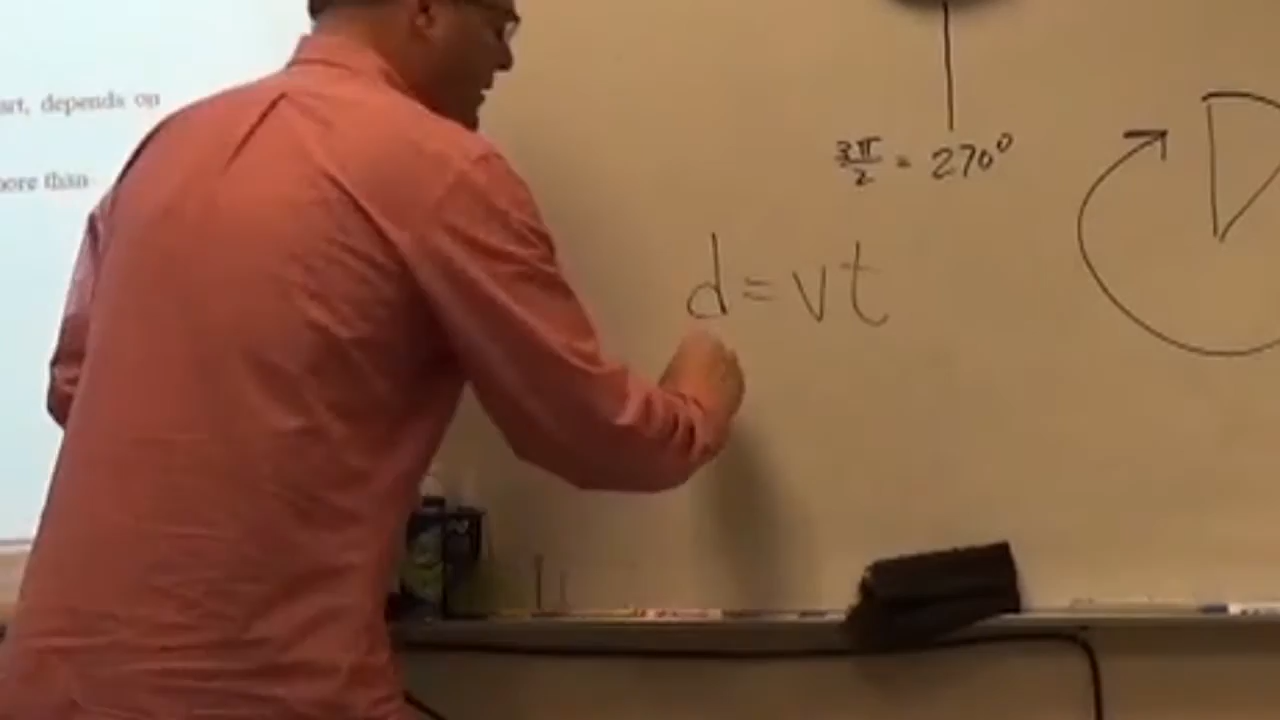 art, depends on
more than
3π/2 = 270°
d = vt